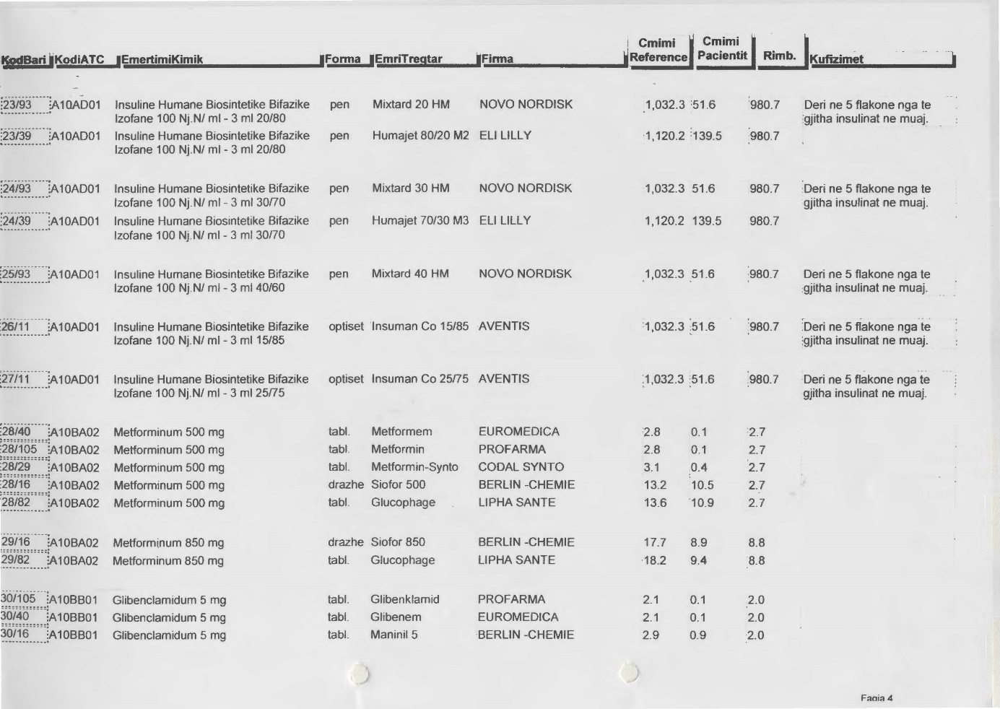 KodBari KodiATC EmertimiKimik Forma EmriTregtar Firma Cmimi Reference Cmimi Pacientit Rimb. Kufizimet
23/93 A10AD01 Insuline Humane Biosintetike Bifazike pen Mixtard 20 HM NOVO NORDISK 1,032.3 51.6 980.7 Deri ne 5 flakone nga te
Izofane 100 Nj.N/ ml - 3 ml 20/80 gjitha insulinat ne muaj.
23/39 A10AD01 Insuline Humane Biosintetike Bifazike pen Humajet 80/20 M2 ELI LILLY 1,120.2 139.5 980.7
Izofane 100 Nj.N/ ml - 3 ml 20/80
24/93 A10AD01 Insuline Humane Biosintetike Bifazike pen Mixtard 30 HM NOVO NORDISK 1,032.3 51.6 980.7 Deri ne 5 flakone nga te
Izofane 100 Nj.N/ ml - 3 ml 30/70 gjitha insulinat ne muaj.
24/39 A10AD01 Insuline Humane Biosintetike Bifazike pen Humajet 70/30 M3 ELI LILLY 1,120.2 139.5 980.7
Izofane 100 Nj.N/ ml - 3 ml 30/70
25/93 A10AD01 Insuline Humane Biosintetike Bifazike pen Mixtard 40 HM NOVO NORDISK 1,032.3 51.6 980.7 Deri ne 5 flakone nga te
Izofane 100 Nj.N/ ml - 3 ml 40/60 gjitha insulinat ne muaj.
26/11 A10AD01 Insuline Humane Biosintetike Bifazike optiset Insuman Co 15/85 AVENTIS 1,032.3 51.6 980.7 Deri ne 5 flakone nga te
Izofane 100 Nj.N/ ml - 3 ml 15/85 gjitha insulinat ne muaj.
27/11 A10AD01 Insuline Humane Biosintetike Bifazike optiset Insuman Co 25/75 AVENTIS 1,032.3 51.6 980.7 Deri ne 5 flakone nga te
Izofane 100 Nj.N/ ml - 3 ml 25/75 gjitha insulinat ne muaj.
28/40 A10BA02 Metforminum 500 mg tabl. Metformem EUROMEDICA 2.8 0.1 2.7
28/105 A10BA02 Metforminum 500 mg tabl. Metformin PROFARMA 2.8 0.1 2.7
28/29 A10BA02 Metforminum 500 mg tabl. Metformin-Synto CODAL SYNTO 3.1 0.4 2.7
28/16 A10BA02 Metforminum 500 mg drazhe Siofor 500 BERLIN -CHEMIE 13.2 10.5 2.7
28/82 A10BA02 Metforminum 500 mg tabl. Glucophage LIPHA SANTE 13.6 10.9 2.7
29/16 A10BA02 Metforminum 850 mg drazhe Siofor 850 BERLIN -CHEMIE 17.7 8.9 8.8
29/82 A10BA02 Metforminum 850 mg tabl. Glucophage LIPHA SANTE 18.2 9.4 8.8
30/105 A10BB01 Glibenclamidum 5 mg tabl. Glibenklamid PROFARMA 2.1 0.1 2.0
30/40 A10BB01 Glibenclamidum 5 mg tabl. Glibenem EUROMEDICA 2.1 0.1 2.0
30/16 A10BB01 Glibenclamidum 5 mg tabl. Maninil 5 BERLIN -CHEMIE 2.9 0.9 2.0
Faqja 4